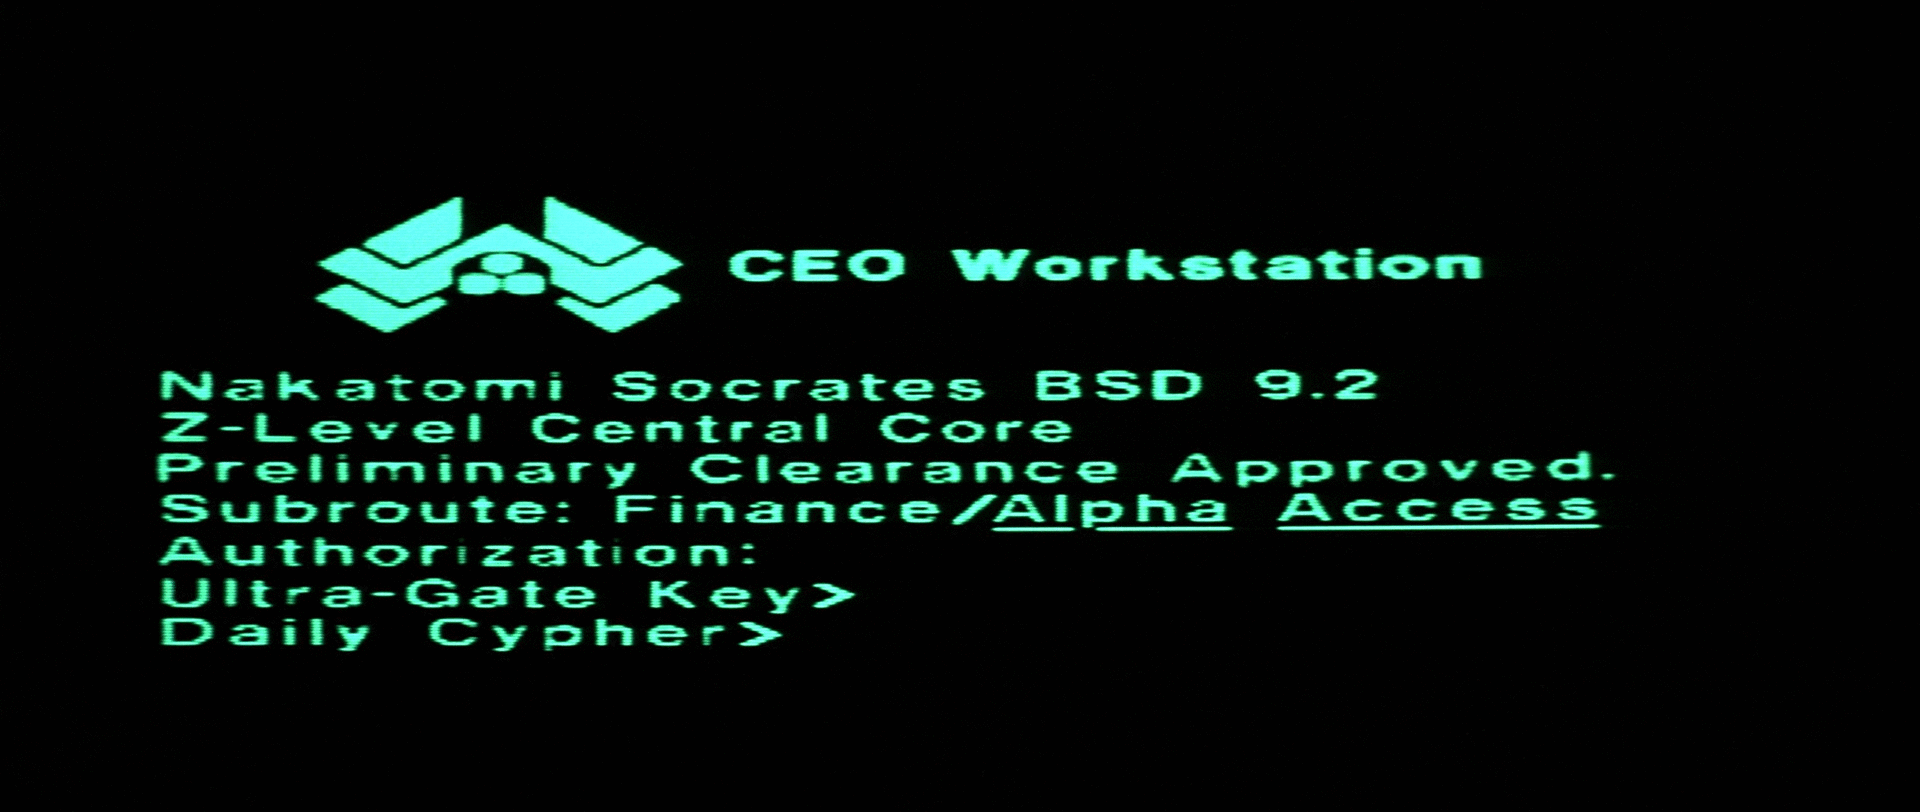 CEO Workstation
Nakatomi Socrates BSD 9.2
Z-Level Central Core
Preliminary Clearance Approved.
Subroute: Finance/Alpha Access
Authorization:
Ultra-Gate Key>
Daily Cypher>